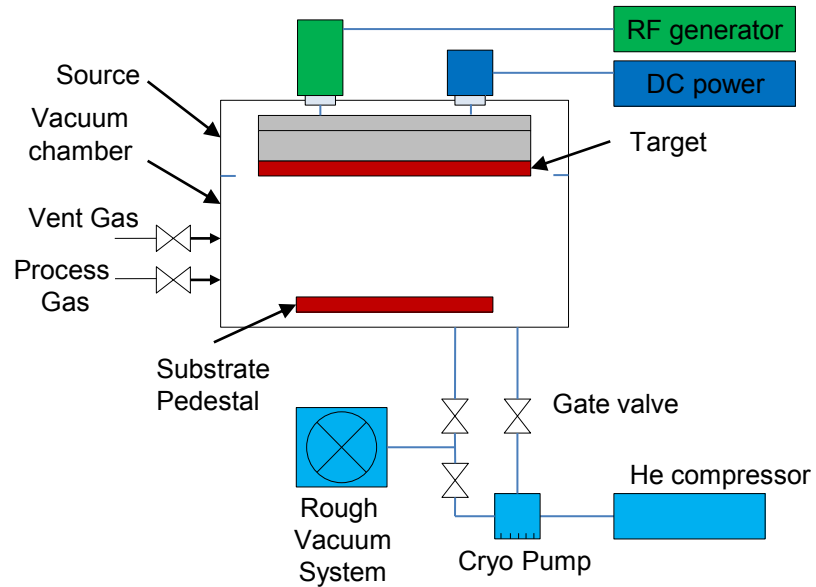 RF generator
DC power
Source
Vacuum
chamber
Target
Vent Gas
Process
Gas
Substrate
Pedestal
Gate valve
He compressor
Rough
Vacuum
System
Cryo Pump